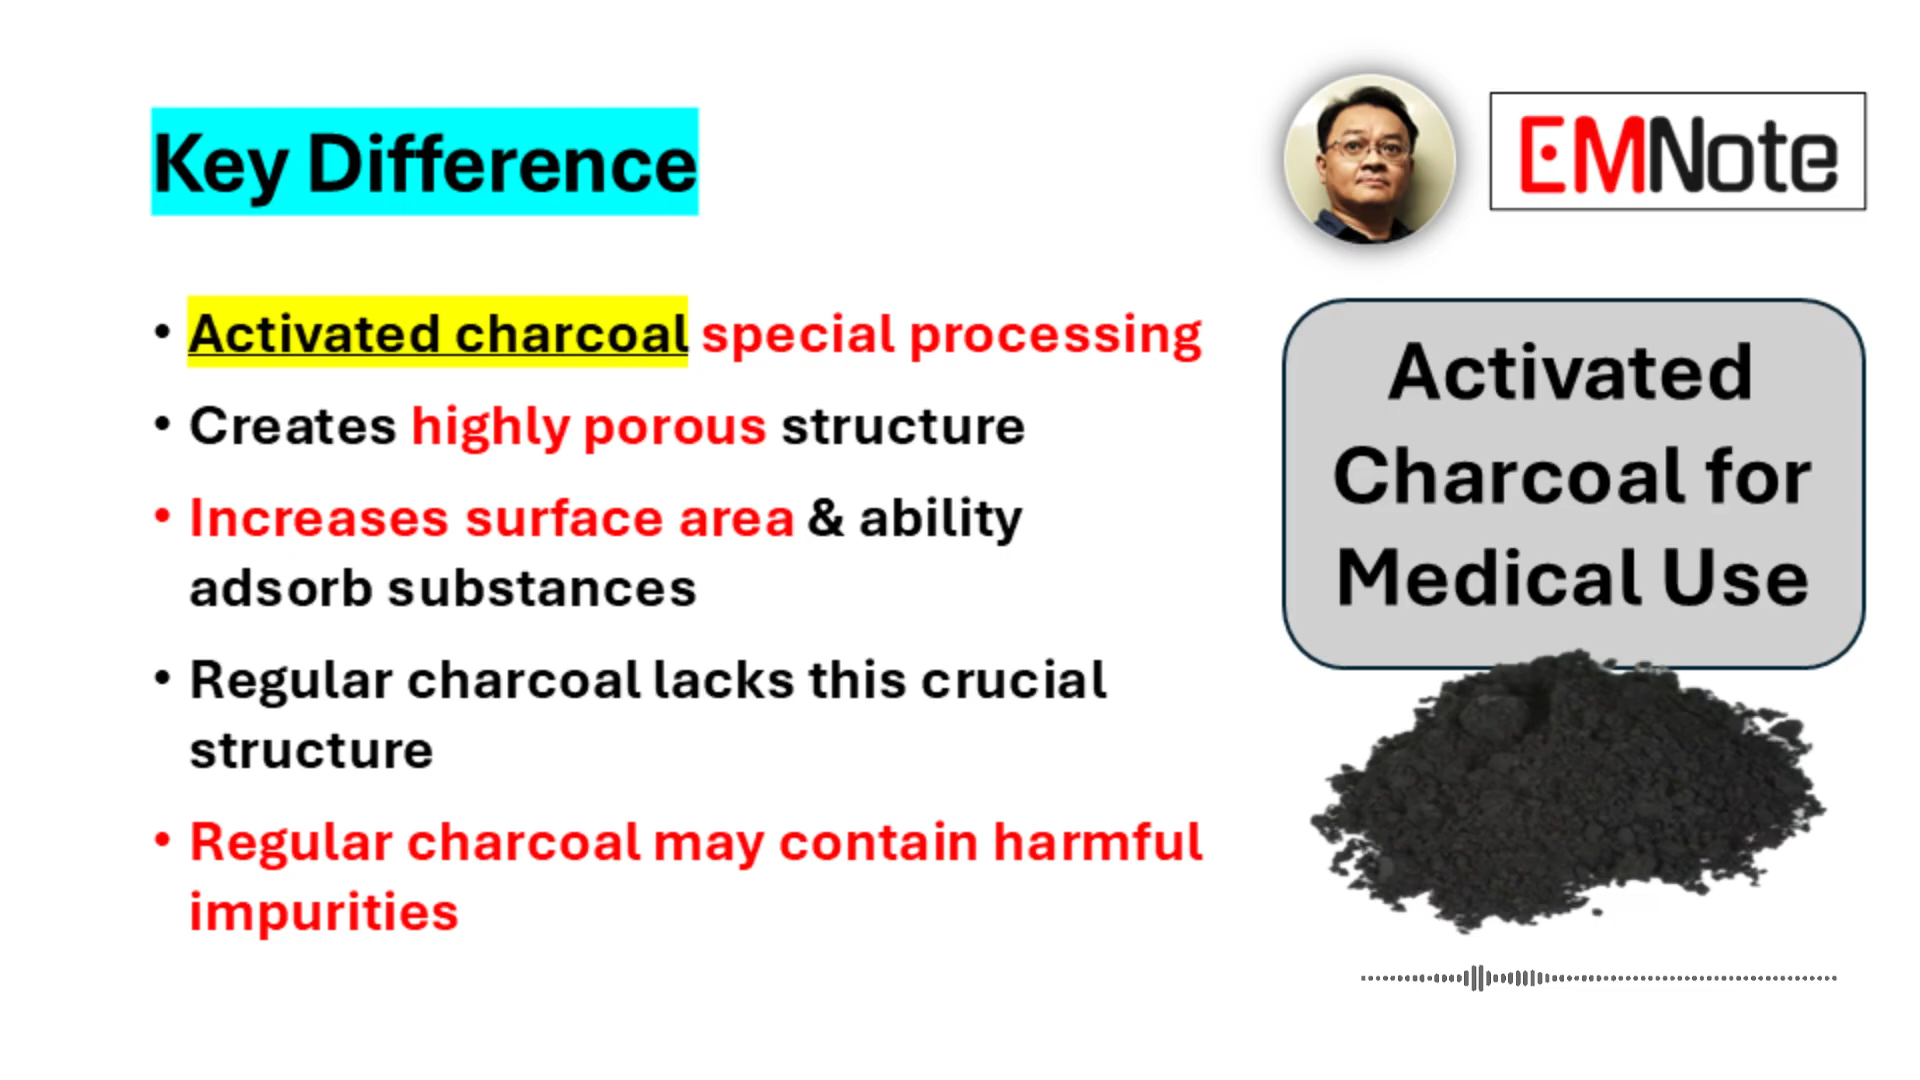 Key Difference
EMNote
• Activated charcoal special processing
• Creates highly porous structure
• Increases surface area & ability
adsorb substances
• Regular charcoal lacks this crucial
structure
• Regular charcoal may contain harmful
impurities
Activated
Charcoal for
Medical Use